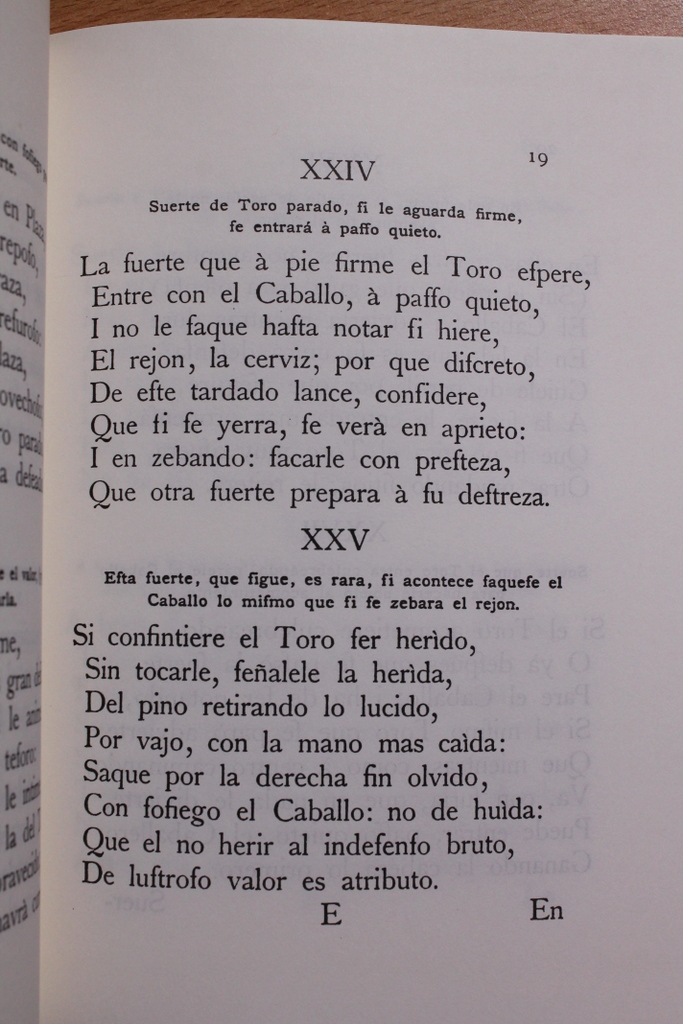 con
en
gran
le
le
la del
19
XXIV
Suerte de Toro parado, fi le aguarda firme,
fe entrará à paffo quieto.
La fuerte que à pie firme el Toro efpere,
Entre con el Caballo, à paffo quieto,
I no le faque hafta notar fi hiere,
El rejon, la cerviz; por que difcreto,
De efte tardado lance, confidere,
Que fi fe yerra, fe verà en aprieto:
I en zebando: facarle con prefteza,
Que otra fuerte prepara à fu deftreza.
XXV
Efta fuerte, que figue, es rara, fi acontece faquefe el
Caballo lo mifmo que fi fe zebara el rejon.
Si confintiere el Toro fer herìdo,
Sin tocarle, feñalele la herìda,
Del pino retirando lo lucido,
Por vajo, con la mano mas caìda:
Saque por la derecha fin olvido,
Con fofiego el Caballo: no de huìda:
Que el no herir al indefenfo bruto,
De luftrofo valor es atributo.
E
En